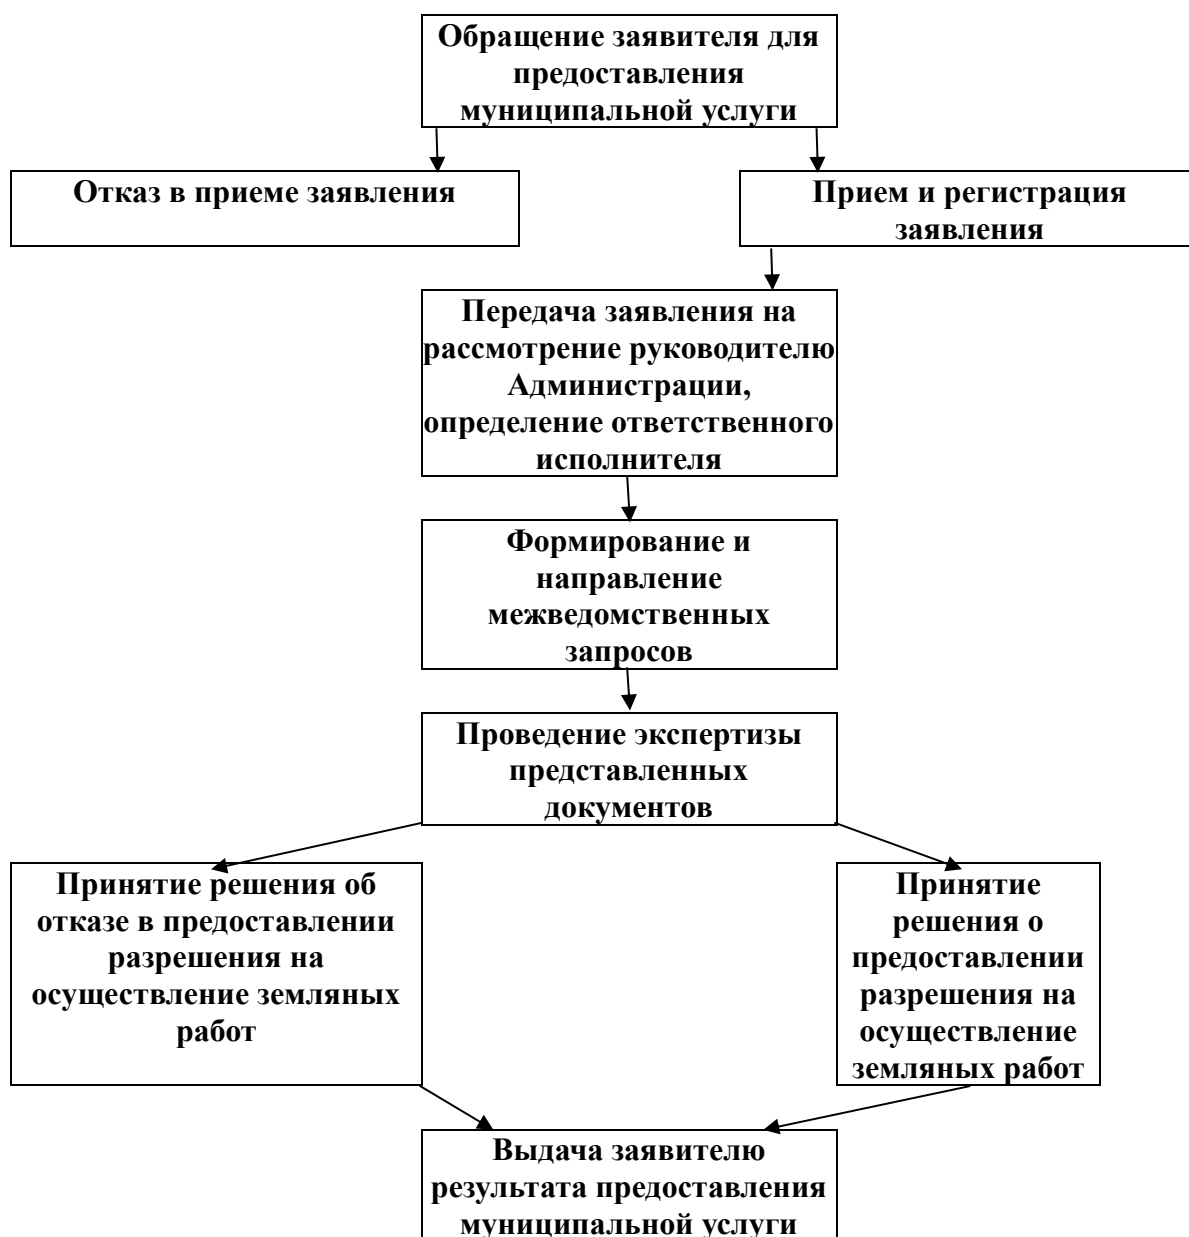 Обращение заявителя для
предоставления
муниципальной услуги
Отказ в приеме заявления
Прием и регистрация
заявления
Передача заявления на
рассмотрение руководителю
Администрации,
определение ответственного
исполнителя
Формирование и
направление
межведомственных
запросов
Проведение экспертизы
представленных
документов
Принятие решения об
отказе в предоставлении
разрешения на
осуществление земляных
работ
Принятие
решения о
предоставлении
разрешения на
осуществление
земляных работ
Выдача заявителю
результата предоставления
муниципальной услуги